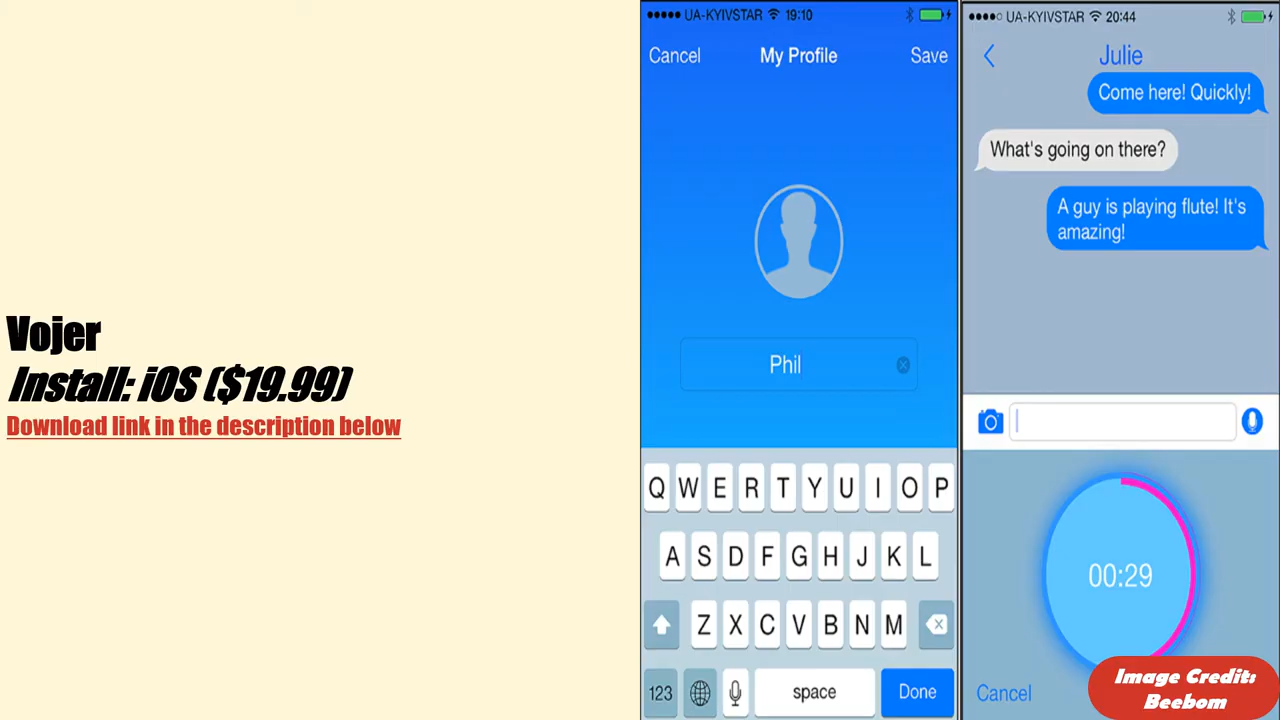 Vojer
Install: iOS ($19.99)
Download link in the description below
UA-KYIVSTAR 19:10
Cancel My Profile Save
Phil
Q W E R T Y U I O P
A S D F G H J K L
Z X C V B N M
123 space Done
UA-KYIVSTAR 20:44
Julie
Come here! Quickly!
What's going on there?
A guy is playing flute! It's
amazing!
00:29
Cancel
Image Credit:
Beebom